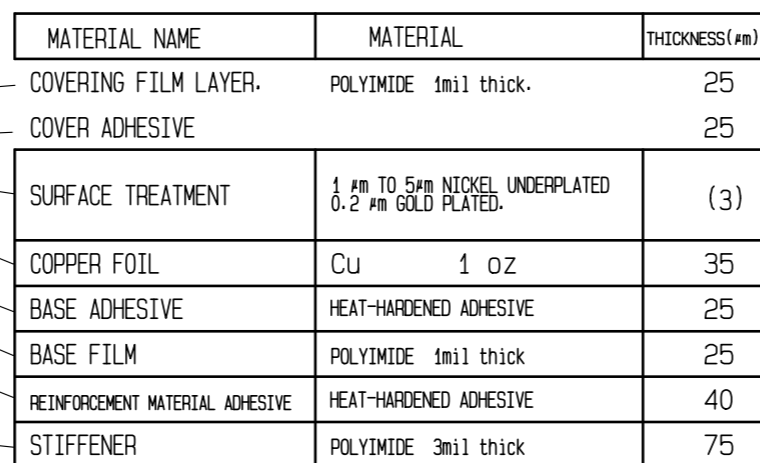 MATERIAL NAME MATERIAL THICKNESS(μm)
COVERING FILM LAYER. POLYIMIDE 1mil thick. 25
COVER ADHESIVE 25
SURFACE TREATMENT 1 μm TO 5μm NICKEL UNDERPLATED
0.2 μm GOLD PLATED. (3)
COPPER FOIL Cu 1 oz 35
BASE ADHESIVE HEAT-HARDENED ADHESIVE 25
BASE FILM POLYIMIDE 1mil thick 25
REINFORCEMENT MATERIAL ADHESIVE HEAT-HARDENED ADHESIVE 40
STIFFENER POLYIMIDE 3mil thick 75